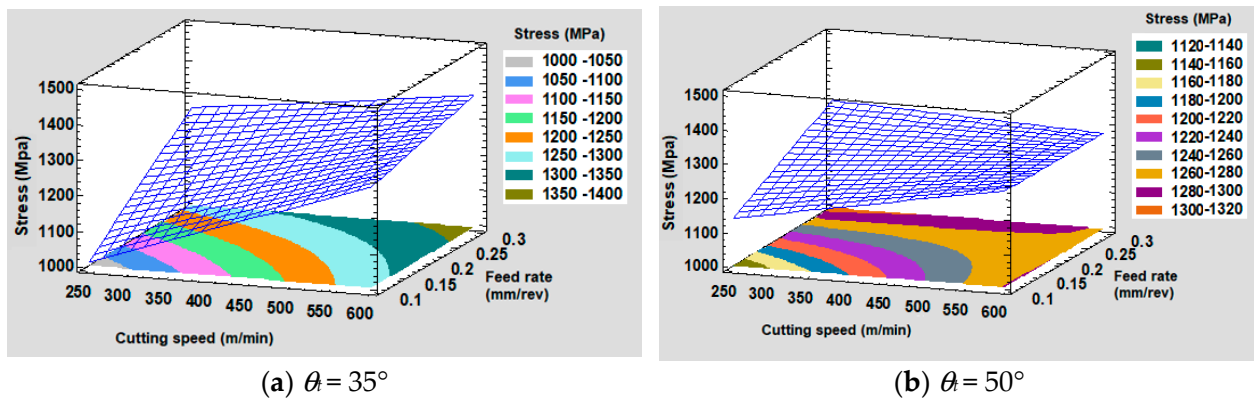 Stress (MPa)
1000 -1050
1050 -1100
1100 -1150
1150 -1200
1200 -1250
1250 -1300
1300 -1350
1350 -1400
Stress (Mpa)
1500
1400
1300
1200
1100
1000
250 300 350 400 450 500 550 600
Cutting speed (m/min)
0.3
0.25
0.2
0.15
0.1
Feed rate
(mm/rev)
(a) θt = 35°
Stress (MPa)
1120-1140
1140-1160
1160-1180
1180-1200
1200-1220
1220-1240
1240-1260
1260-1280
1280-1300
1300-1320
Stress (Mpa)
1500
1400
1300
1200
1100
1000
250 300 350 400 450 500 550 600
Cutting speed (m/min)
0.3
0.25
0.2
0.15
0.1
Feed rate
(mm/rev)
(b) θt = 50°